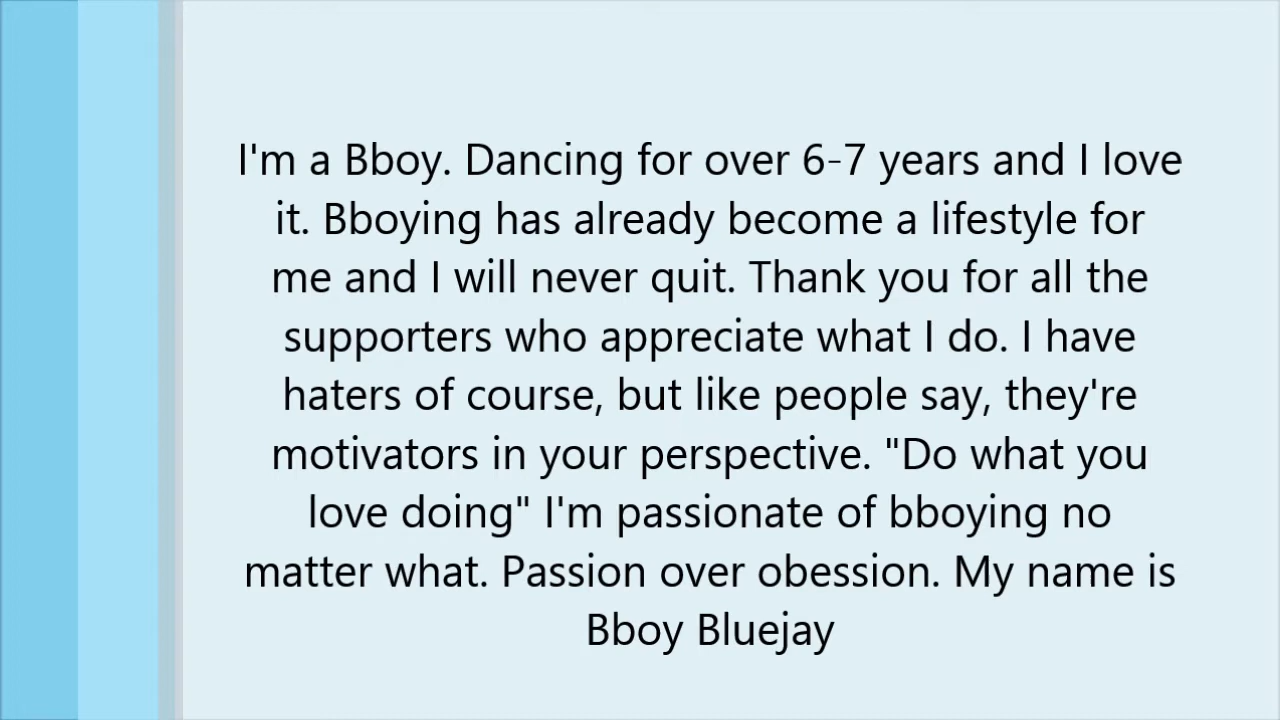 I'm a Bboy. Dancing for over 6-7 years and I love
it. Bboying has already become a lifestyle for
me and I will never quit. Thank you for all the
supporters who appreciate what I do. I have
haters of course, but like people say, they're
motivators in your perspective. "Do what you
love doing" I'm passionate of bboying no
matter what. Passion over obession. My name is
Bboy Bluejay